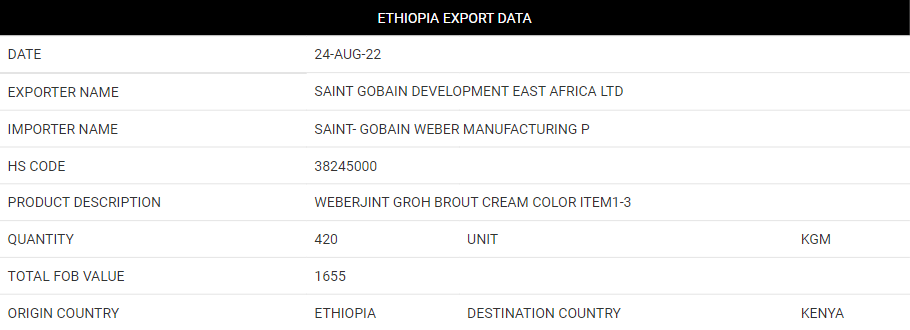 ETHIOPIA EXPORT DATA
DATE 24-AUG-22
EXPORTER NAME SAINT GOBAIN DEVELOPMENT EAST AFRICA LTD
IMPORTER NAME SAINT- GOBAIN WEBER MANUFACTURING P
HS CODE 38245000
PRODUCT DESCRIPTION WEBERJINT GROH BROUT CREAM COLOR ITEM1-3
QUANTITY 420 UNIT KGM
TOTAL FOB VALUE 1655
ORIGIN COUNTRY ETHIOPIA DESTINATION COUNTRY KENYA